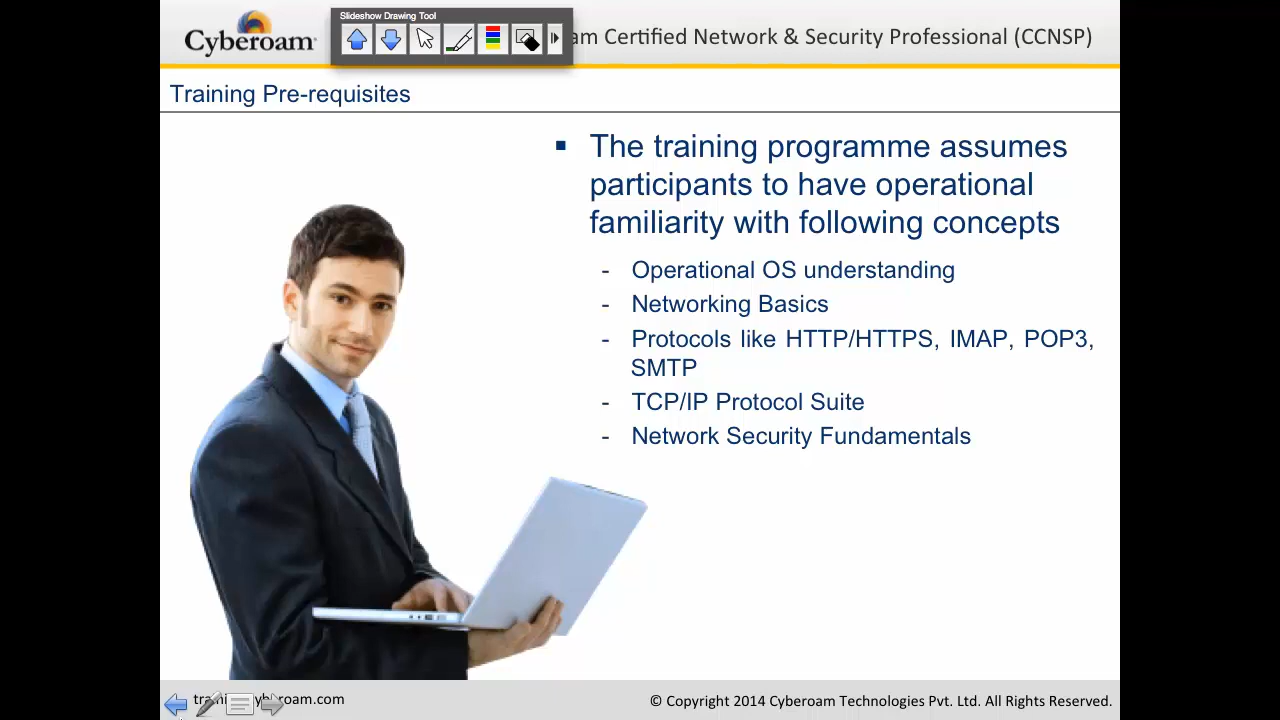 Cyberoam
Slideshow Drawing Tool
am Certified Network & Security Professional (CCNSP)
Training Pre-requisites
▪ The training programme assumes
participants to have operational
familiarity with following concepts
- Operational OS understanding
- Networking Basics
- Protocols like HTTP/HTTPS, IMAP, POP3,
SMTP
- TCP/IP Protocol Suite
- Network Security Fundamentals
© Copyright 2014 Cyberoam Technologies Pvt. Ltd. All Rights Reserved.